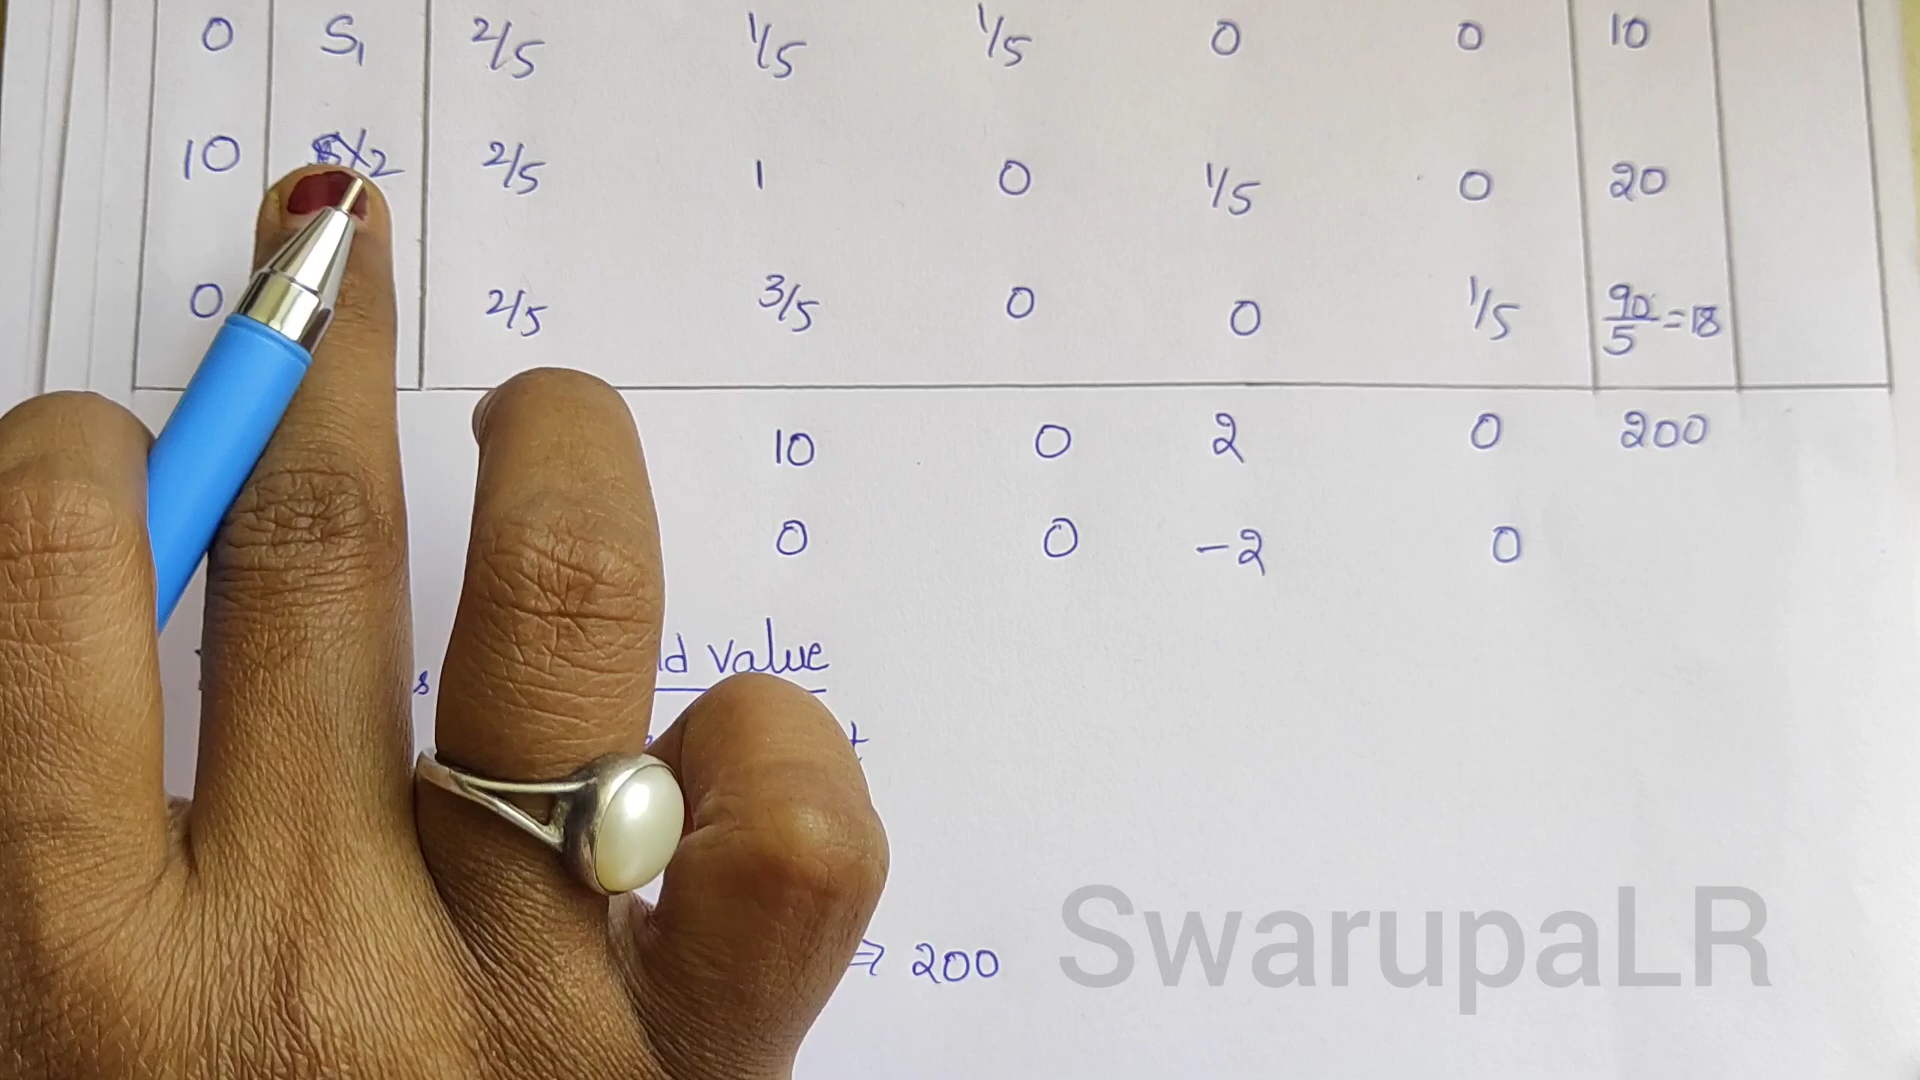 0 S₁ 2/5 1/5 1/5 0 0 10
10 X2 2/5 1 0 1/5 0 20
0 2/5 3/5 0 0 1/5 90/5=18
10 0 2 0 200
0 0 -2 0
s d value
⇒ 200
SwarupaLR